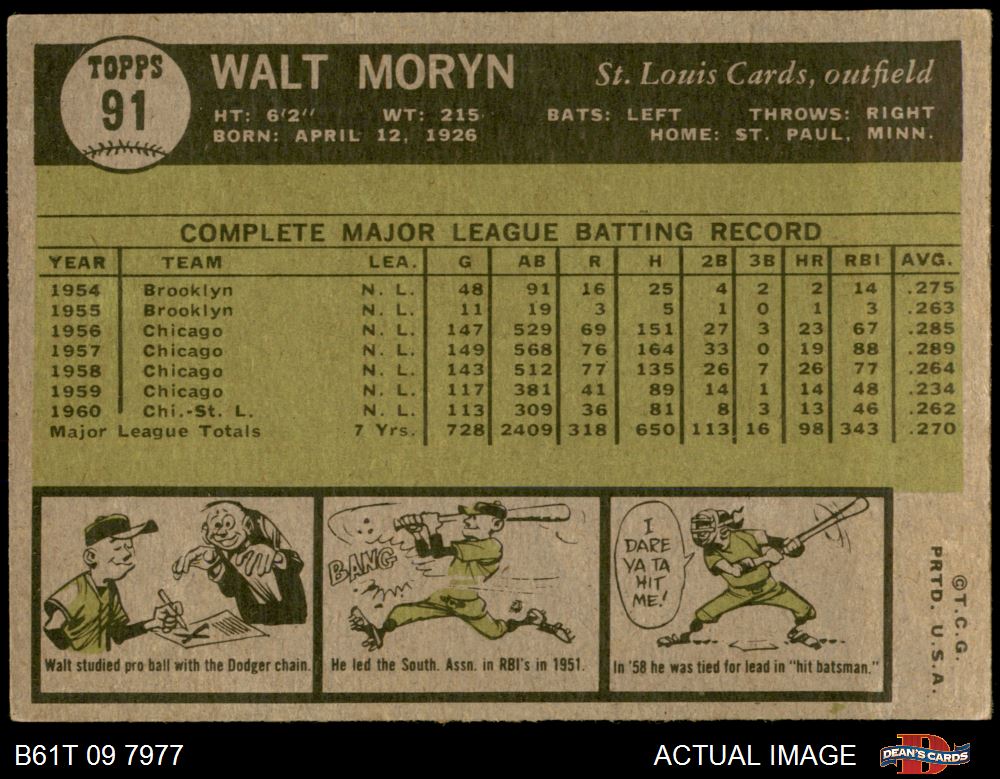 TOPPS
91
WALT MORYN
St. Louis Cards, outfield
HT: 6'2" WT: 215 BATS: LEFT THROWS: RIGHT
BORN: APRIL 12, 1926 HOME: ST. PAUL, MINN.
COMPLETE MAJOR LEAGUE BATTING RECORD
YEAR TEAM LEA. G AB R H 2B 3B HR RBI AVG.
1954 Brooklyn N. L. 48 91 16 25 4 2 2 14 .275
1955 Brooklyn N. L. 11 19 3 5 1 0 1 3 .263
1956 Chicago N. L. 147 529 69 151 27 3 23 67 .285
1957 Chicago N. L. 149 568 76 164 33 0 19 88 .289
1958 Chicago N. L. 143 512 77 135 26 7 26 77 .264
1959 Chicago N. L. 117 381 41 89 14 1 14 48 .234
1960 Chi.-St. L. N. L. 113 309 36 81 8 3 13 46 .262
Major League Totals 7 Yrs. 728 2409 318 650 113 16 98 343 .270
Walt studied pro ball with the Dodger chain.
BANG
He led the South. Assn. in RBI's in 1951.
I
DARE
YA TA
HIT
ME!
In '58 he was tied for lead in "hit batsman."
©T.C.G.
PRTD. U.S.A.
B61T 09 7977
ACTUAL IMAGE
D
DEAN'S CARDS